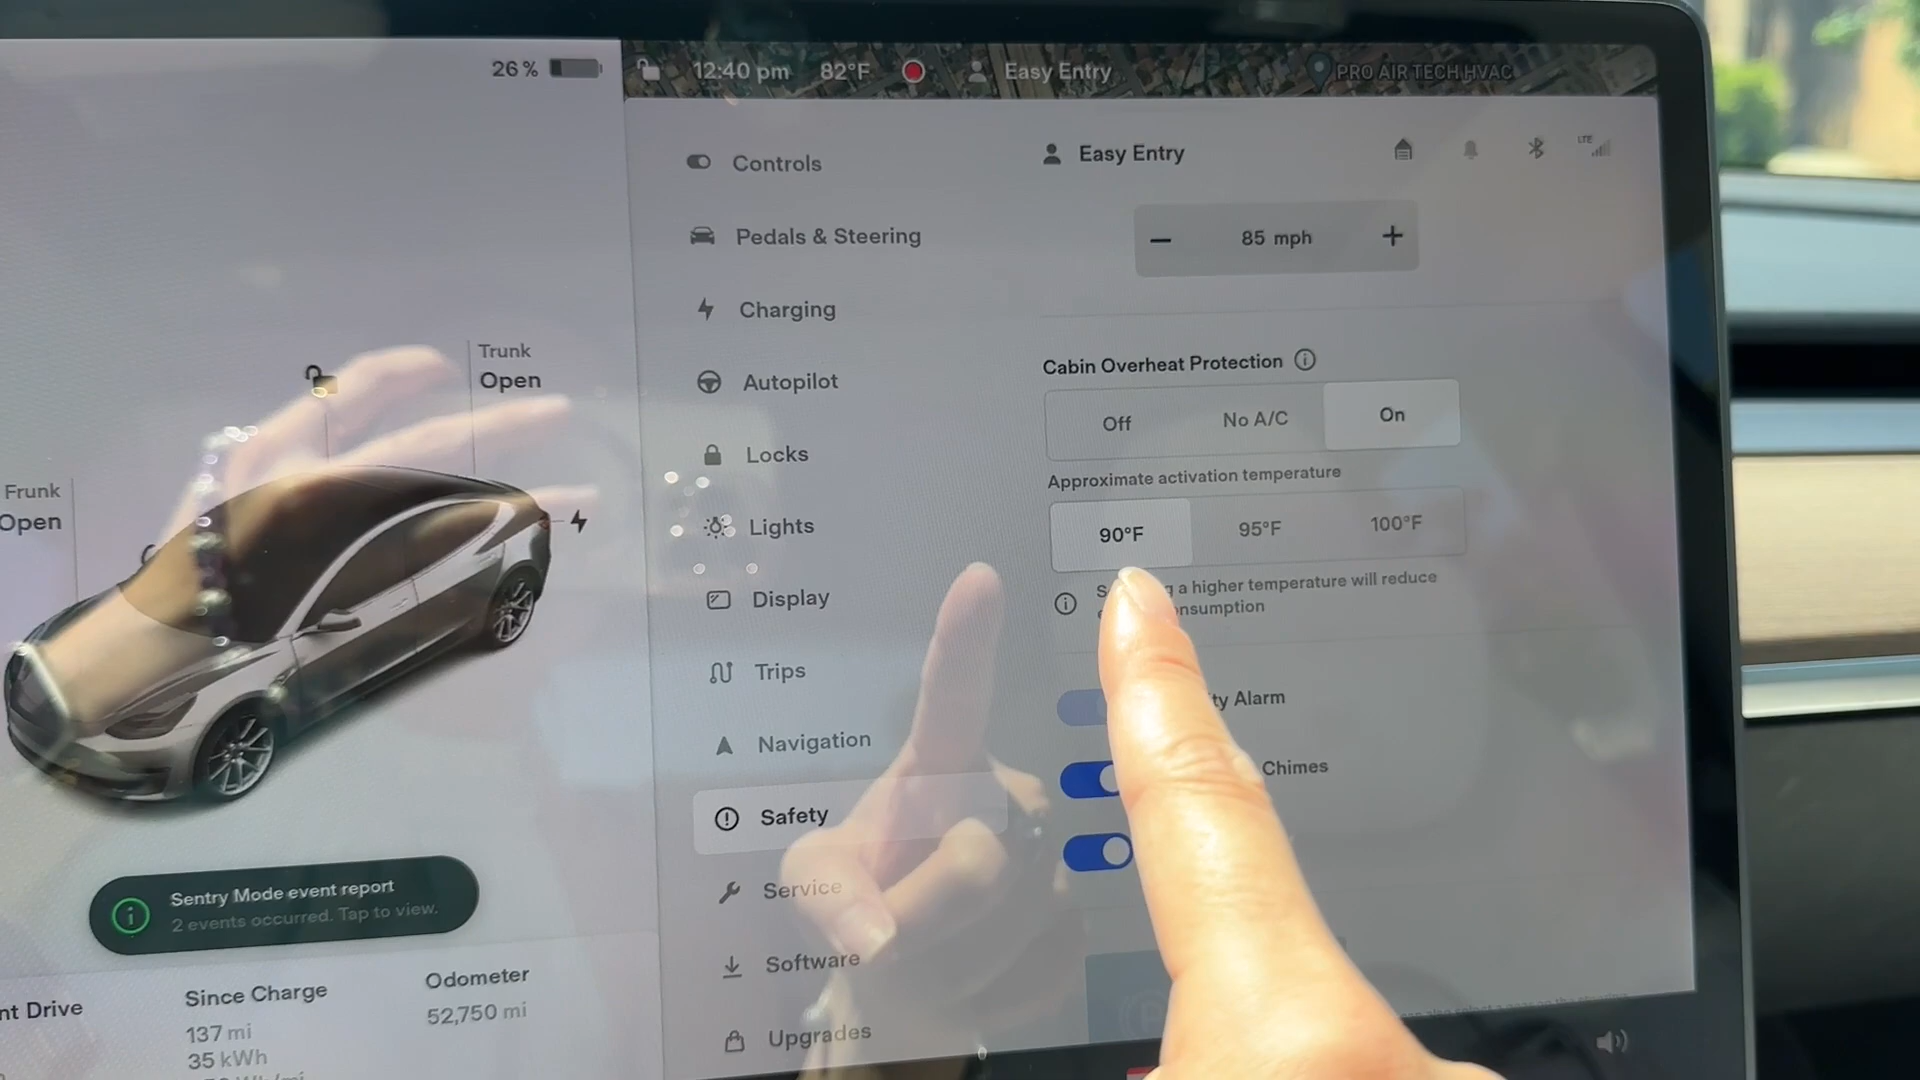 26 %
12:40 pm
82°F
Easy Entry
PRO AIR TECH HVAC
Controls
Pedals & Steering
Charging
Autopilot
Locks
Lights
Display
Trips
Navigation
Safety
Service
Software
Upgrades
Easy Entry
LTE
85 mph
Cabin Overheat Protection
Off
No A/C
On
Approximate activation temperature
90°F
95°F
100°F
a higher temperature will reduce
Alarm
Chimes
Trunk
Open
Frunk
Open
Sentry Mode event report
2 events occurred. Tap to view.
Drive
Since Charge
137 mi
35 kWh
Odometer
52,750 mi